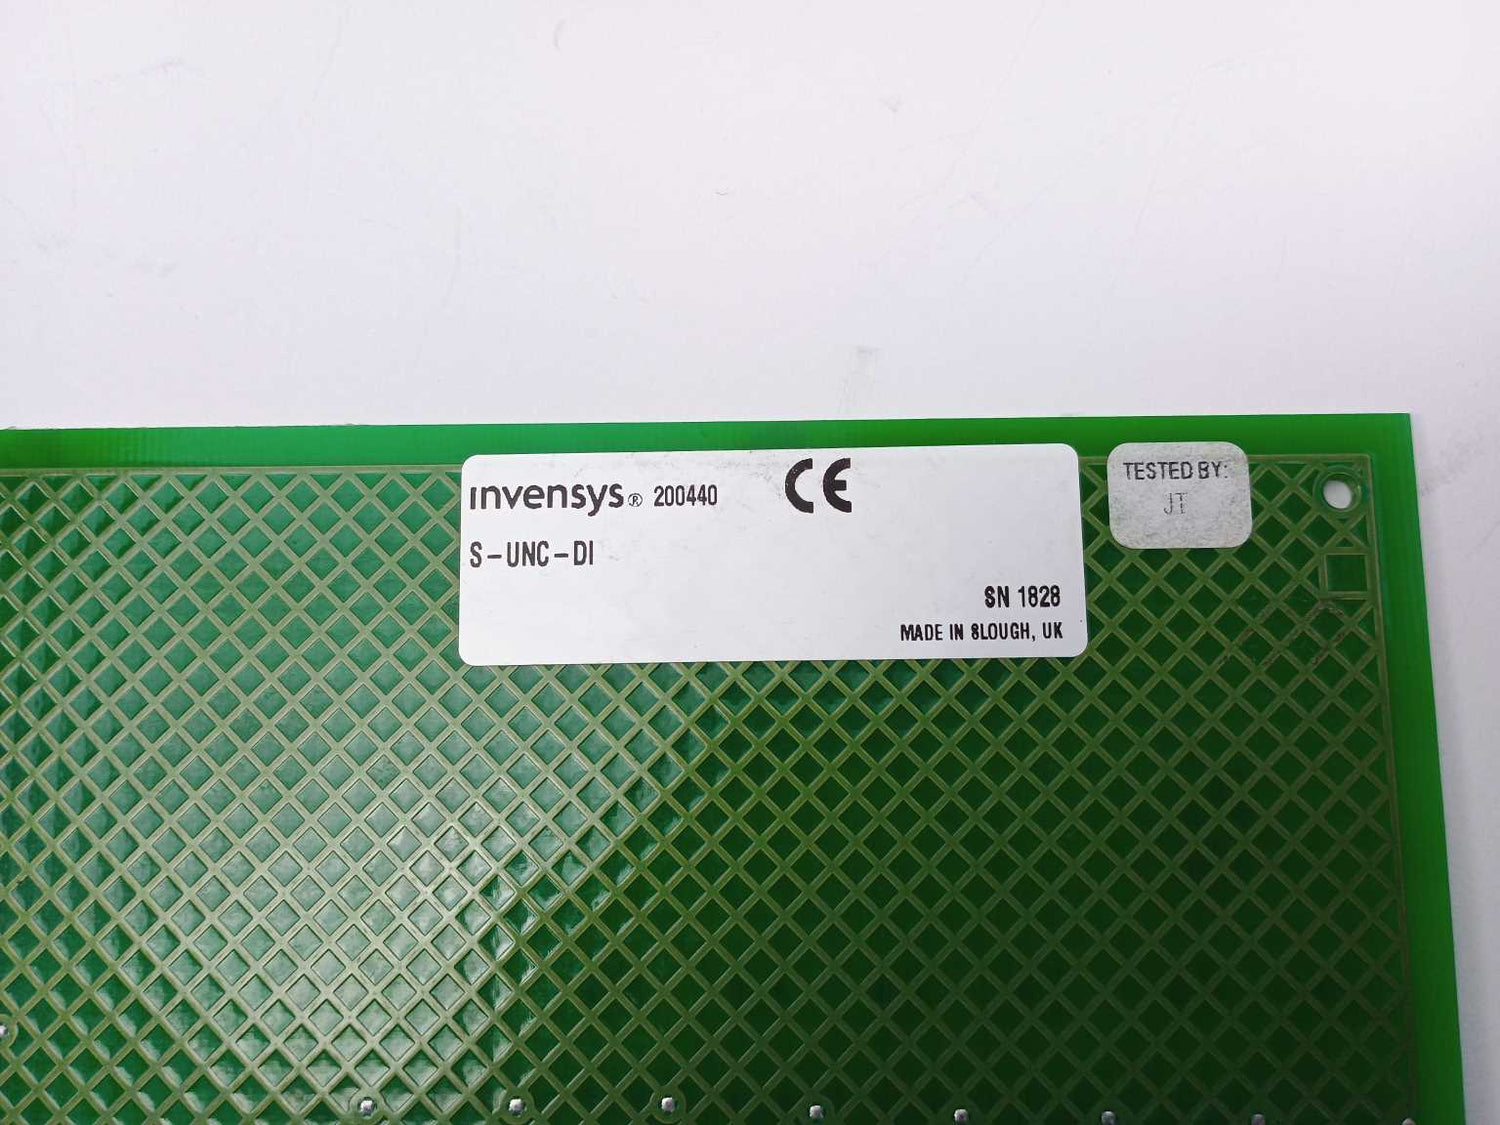 invensys® 200440 CE
S-UNC-DI
SN 1828
MADE IN SLOUGH, UK
TESTED BY:
JT